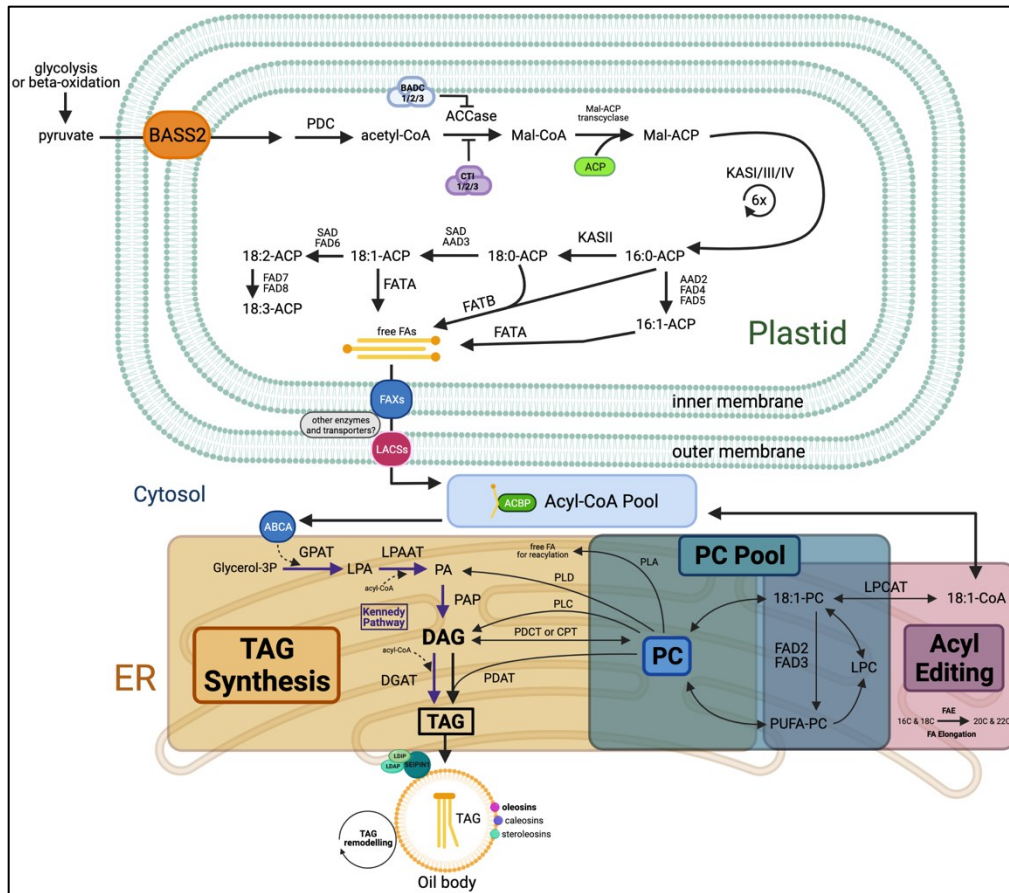 glycolysis
or beta-oxidation
pyruvate
BASS2
PDC
acetyl-CoA
BADC
1/2/3
ACCase
CTI
1/2/3
Mal-CoA
Mal-ACP
transcyclase
ACP
Mal-ACP
KASI/III/IV
6x
18:2-ACP
SAD
FAD6
18:1-ACP
SAD
AAD3
18:0-ACP
KASII
16:0-ACP
FAD7
FAD8
18:3-ACP
FATA
FATB
AAD2
FAD4
FAD5
16:1-ACP
FATA
free FAs
Plastid
FAXs
inner membrane
other enzymes
and transporters?
LACSs
outer membrane
Cytosol
ACBP
Acyl-CoA Pool
ABCA
GPAT
LPAAT
Glycerol-3P
LPA
acyl-CoA
PA
free FA
for reacylation
PLA
PC Pool
PLD
PAP
Kennedy
Pathway
PLC
DAG
PDCT or CPT
PC
18:1-PC
LPCAT
18:1-CoA
FAD2
FAD3
LPC
PUFA-PC
Acyl
Editing
FAE
16C & 18C
20C & 22C
FA Elongation
ER
TAG
Synthesis
acyl-CoA
DGAT
PDAT
TAG
LDIP
LDAP
SEIPIN1
TAG
oleosins
caleosins
steroleosins
TAG
remodelling
Oil body